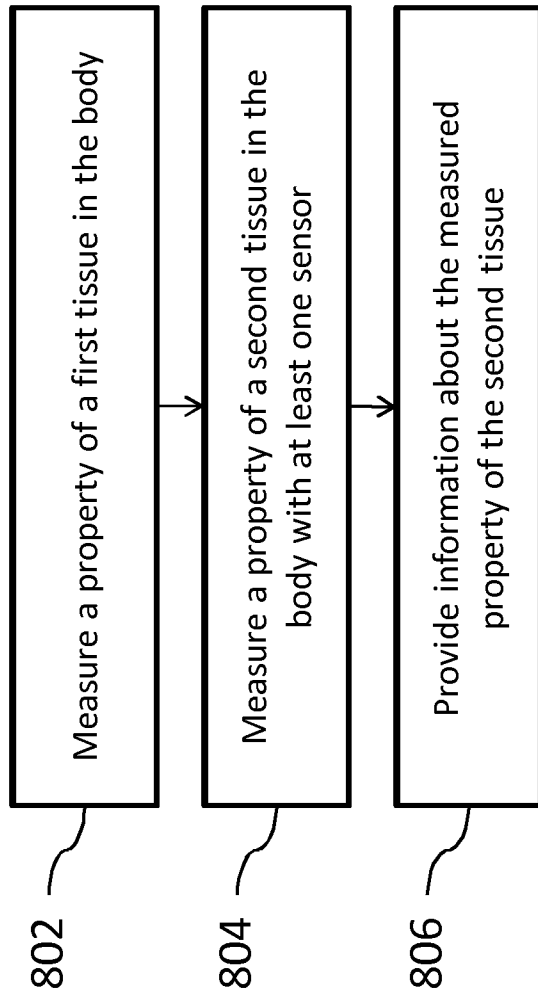 802
Measure a property of a first tissue in the body
804
Measure a property of a second tissue in the
body with at least one sensor
806
Provide information about the measured
property of the second tissue